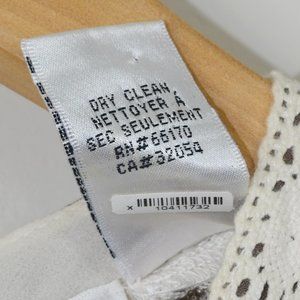 DRY CLEAN
NETTOYER À
SEC SEULEMENT
RN#66170
CA#32054
X 10411732